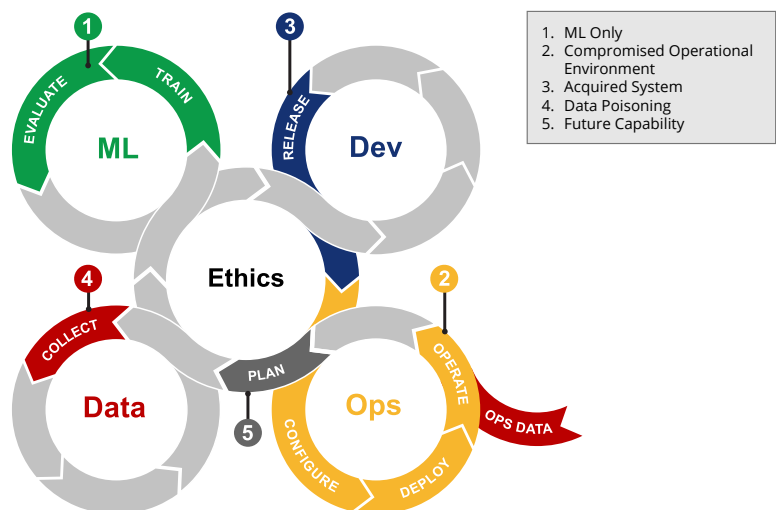 1
3
1. ML Only
2. Compromised Operational
Environment
3. Acquired System
4. Data Poisoning
5. Future Capability
EVALUATE
TRAIN
RELEASE
ML
Dev
Ethics
4
2
COLLECT
PLAN
OPERATE
Data
Ops
OPS DATA
5
CONFIGURE
DEPLOY